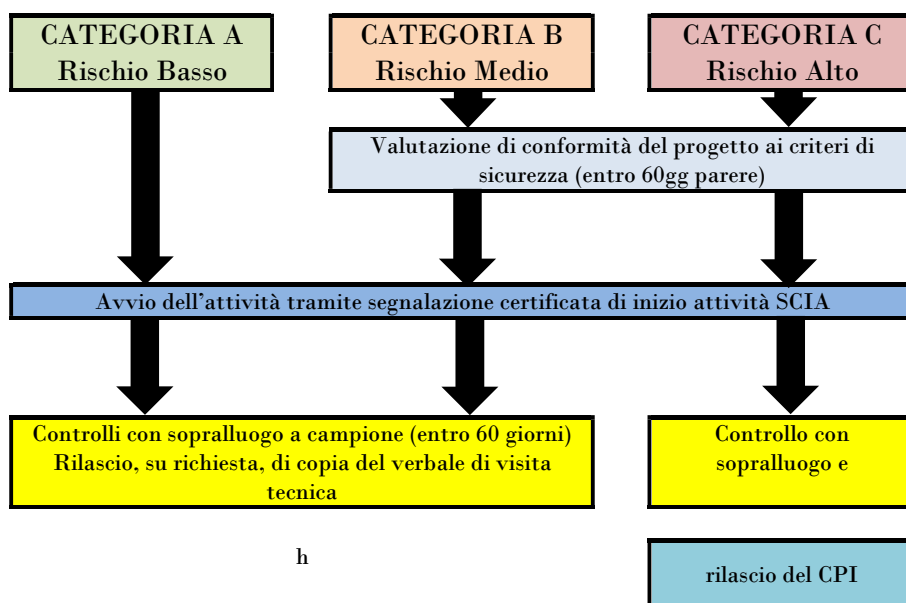 CATEGORIA A
Rischio Basso
CATEGORIA B
Rischio Medio
CATEGORIA C
Rischio Alto
Valutazione di conformità del progetto ai criteri di
sicurezza (entro 60gg parere)
Avvio dell'attività tramite segnalazione certificata di inizio attività SCIA
Controlli con sopralluogo a campione (entro 60 giorni)
Rilascio, su richiesta, di copia del verbale di visita
tecnica
Controllo con
sopralluogo e
h
rilascio del CPI